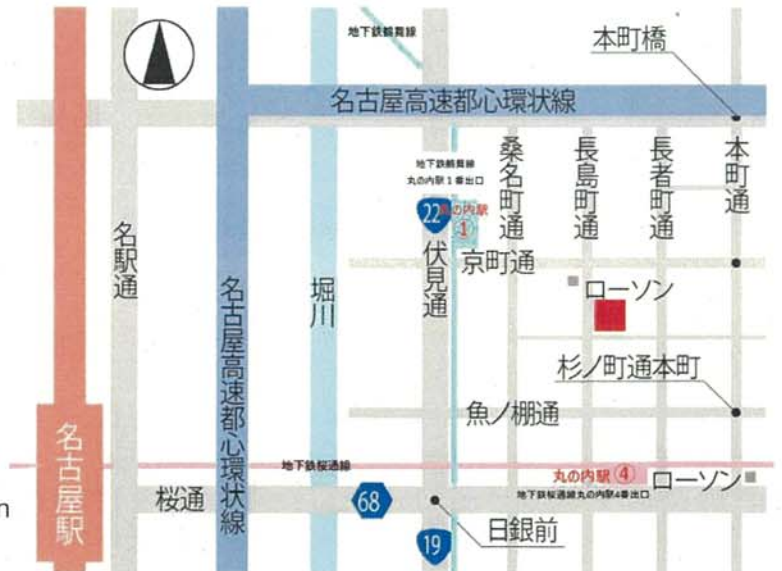 地下鉄鶴舞線
本町橋
名古屋高速都心環状線
地下鉄鶴舞線
丸の内駅1番出口
桑名町通
長島町通
長者町通
本町通
22
丸の内駅
①
名駅通
名古屋高速都心環状線
堀川
伏見通
京町通
ローソン
杉ノ町通本町
魚ノ棚通
名古屋駅
地下鉄桜通線
丸の内駅④
ローソン
地下鉄桜通線丸の内駅4番出口
桜通
68
n
日銀前
19